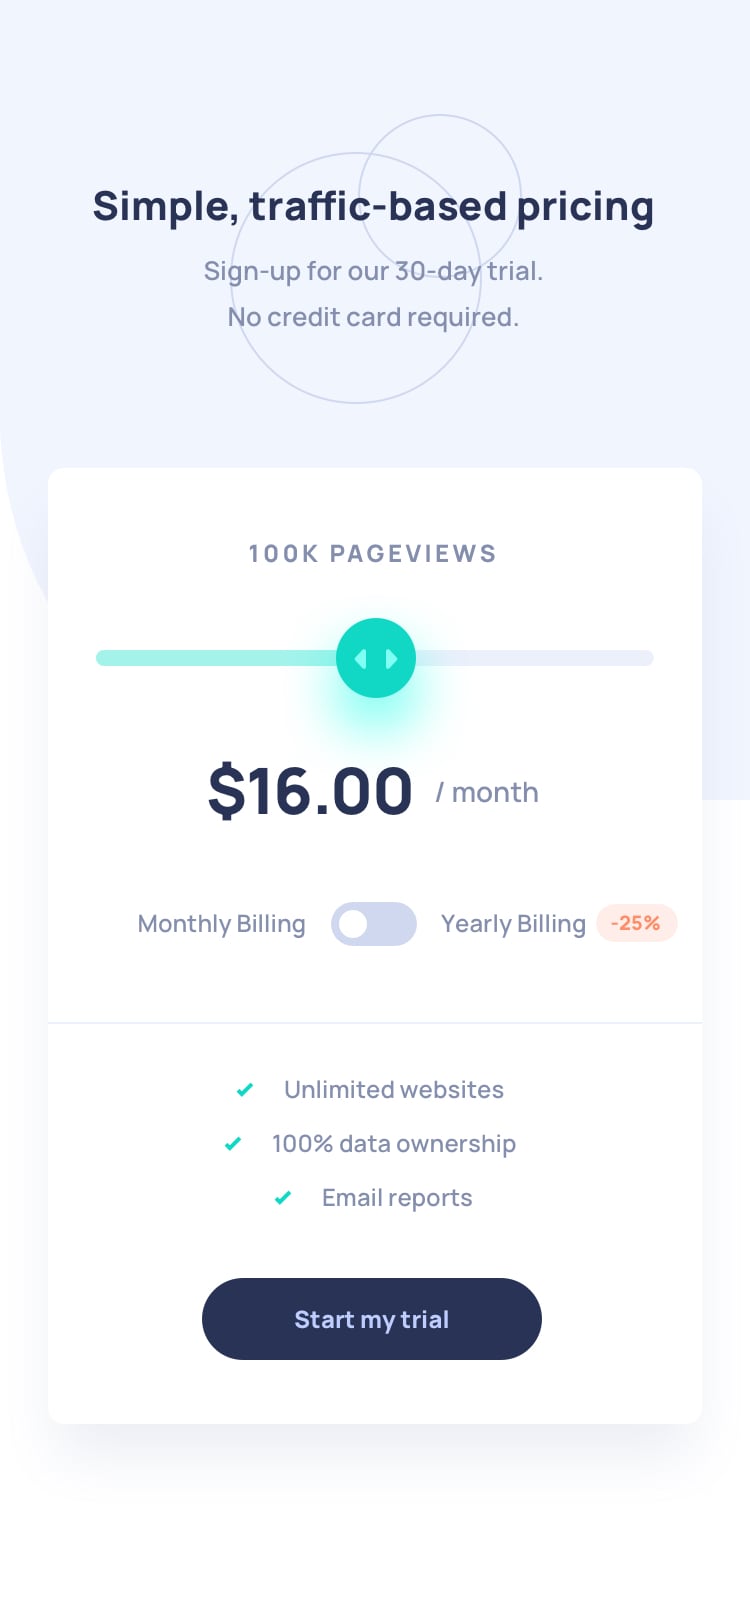 Simple, traffic-based pricing
Sign-up for our 30-day trial.
No credit card required.
100K PAGEVIEWS
$16.00 / month
Monthly Billing Yearly Billing -25%
Unlimited websites
100% data ownership
Email reports
Start my trial